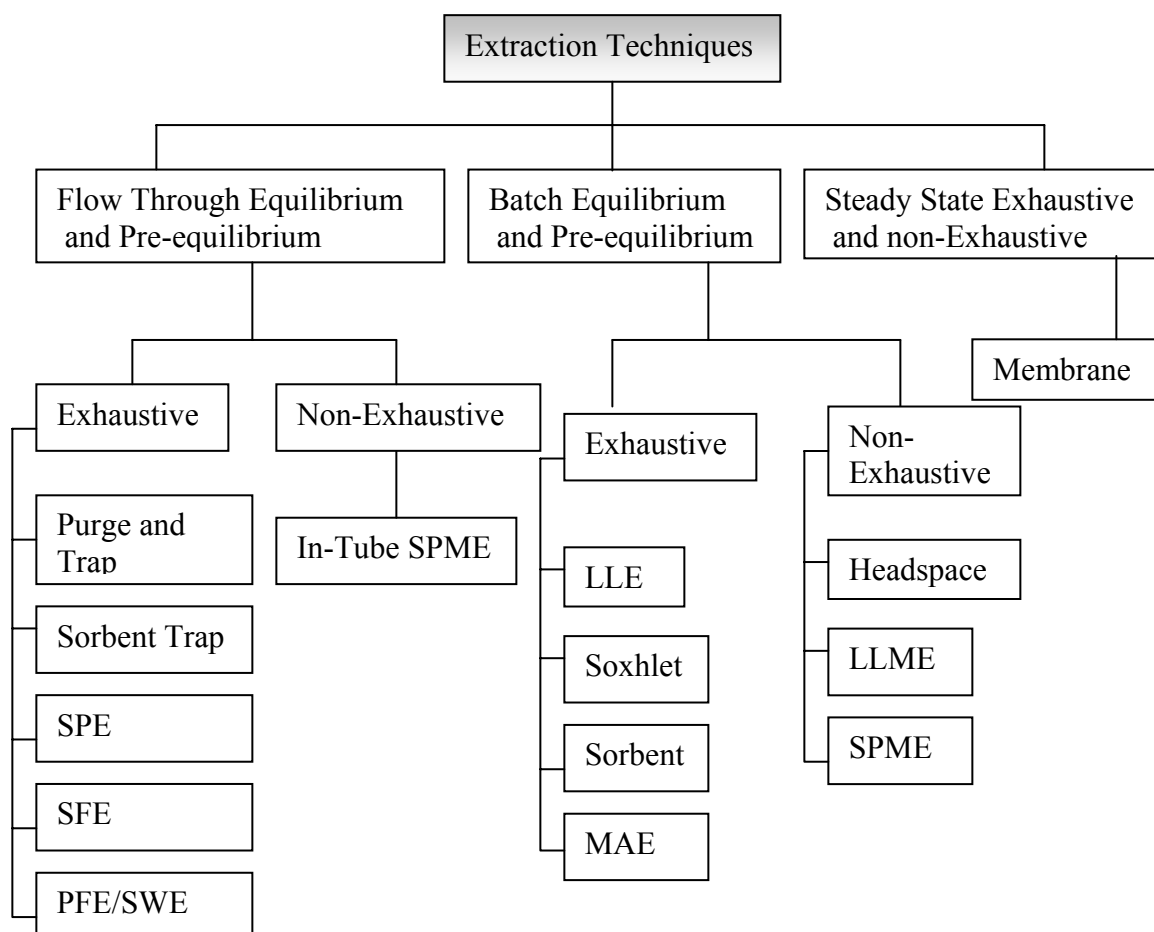 Extraction Techniques
Flow Through Equilibrium
and Pre-equilibrium
Batch Equilibrium
and Pre-equilibrium
Steady State Exhaustive
and non-Exhaustive
Membrane
Exhaustive
Non-Exhaustive
Exhaustive
Non-
Exhaustive
Purge and
Trap
In-Tube SPME
LLE
Headspace
Sorbent Trap
Soxhlet
LLME
SPE
Sorbent
SPME
SFE
MAE
PFE/SWE